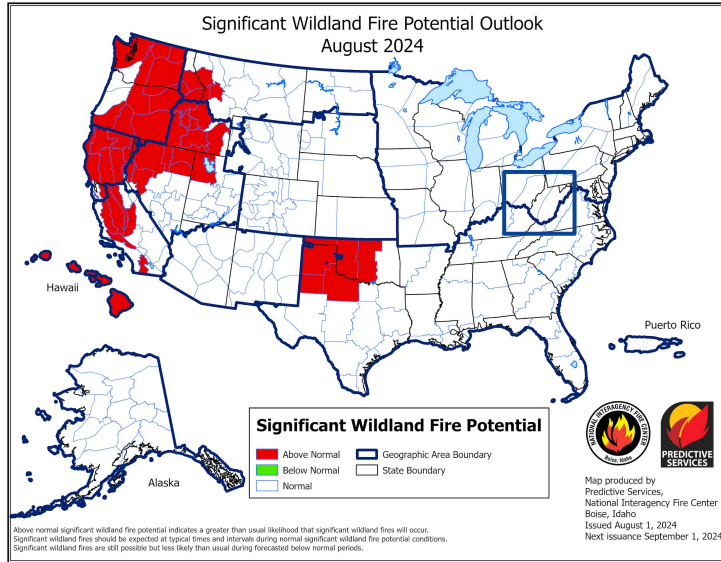 Significant Wildland Fire Potential Outlook
August 2024
Hawaii
Puerto Rico
Alaska
Significant Wildland Fire Potential
Above Normal
Geographic Area Boundary
Below Normal
State Boundary
Normal
NATIONAL INTERAGENCY FIRE CENTER
Boise, Idaho
PREDICTIVE
SERVICES
Map produced by
Predictive Services,
National Interagency Fire Center
Boise, Idaho
Issued August 1, 2024
Next issuance September 1, 2024
Above normal significant wildland fire potential indicates a greater than usual likelihood that significant wildland fires will occur.
Significant wildland fires should be expected at typical times and intervals during normal significant wildland fire potential conditions.
Significant wildland fires are still possible but less likely than usual during forecasted below normal periods.